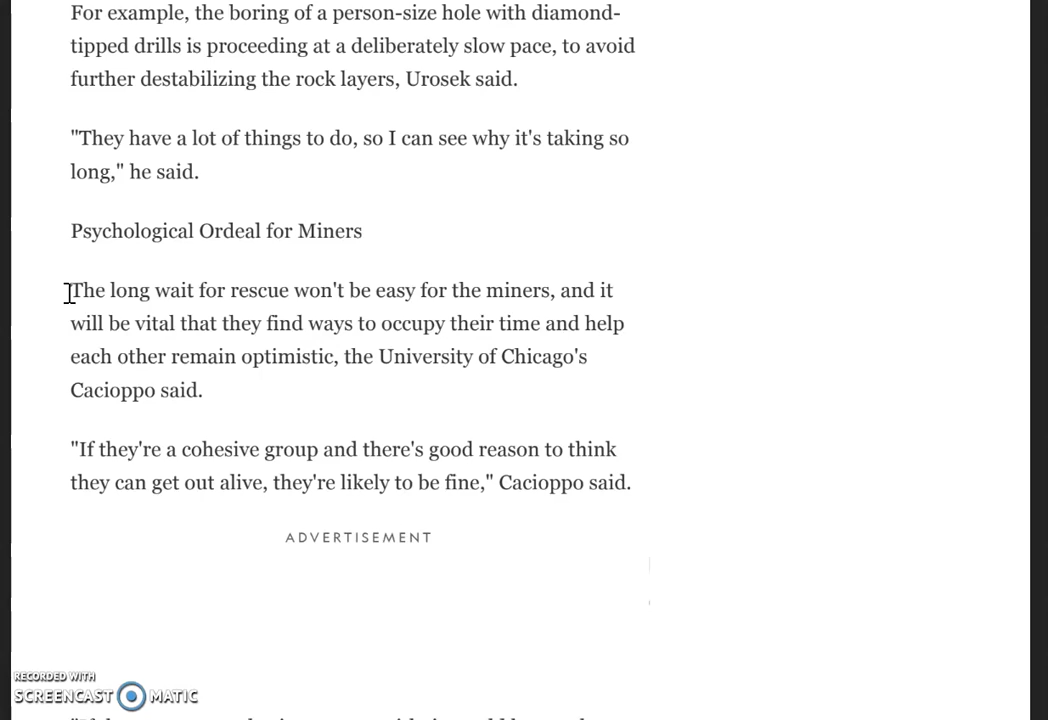 For example, the boring of a person-size hole with diamond-
tipped drills is proceeding at a deliberately slow pace, to avoid
further destabilizing the rock layers, Urosek said.
"They have a lot of things to do, so I can see why it's taking so
long," he said.
Psychological Ordeal for Miners
The long wait for rescue won't be easy for the miners, and it
will be vital that they find ways to occupy their time and help
each other remain optimistic, the University of Chicago's
Cacioppo said.
"If they're a cohesive group and there's good reason to think
they can get out alive, they're likely to be fine," Cacioppo said.
ADVERTISEMENT
RECORDED WITH
SCREENCAST MATIC